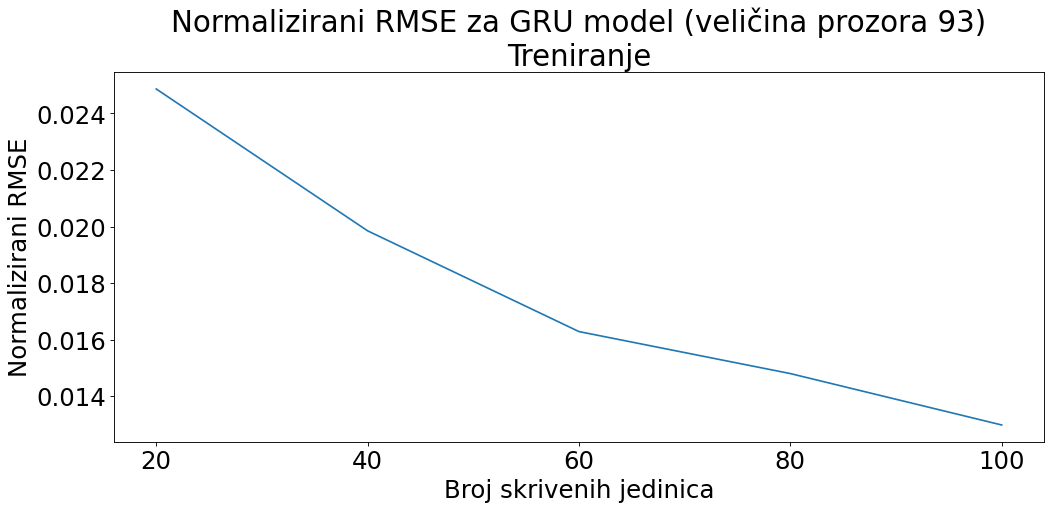 Normalizirani RMSE za GRU model (veličina prozora 93)
Treniranje
Normalizirani RMSE
0.024
0.022
0.020
0.018
0.016
0.014
20 40 60 80 100
Broj skrivenih jedinica